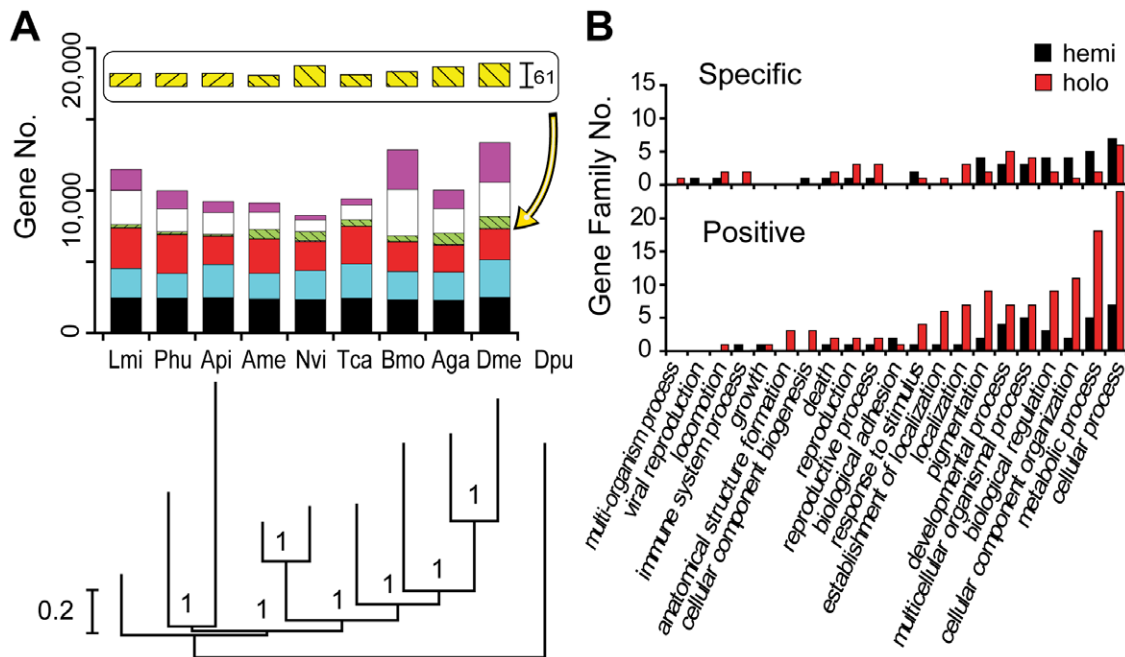 A
20,000
10,000
0
Gene No.
61
Lmi Phu Api Ame Nvi Tca Bmo Aga Dme Dpu
1
1
1
1
1
1
1
1
0.2
B
hemi
holo
Specific
15
10
5
0
Gene Family No.
Positive
20
15
10
5
0
multi-organism process
viral reproduction
locomotion
immune system process
growth
anatomical structure formation
cellular component biogenesis
death
reproduction
reproductive process
biological adhesion
response to stimulus
establishment of localization
localization
pigmentation
developmental process
multicellular organismal process
biological regulation
cellular component organization
metabolic process
cellular process